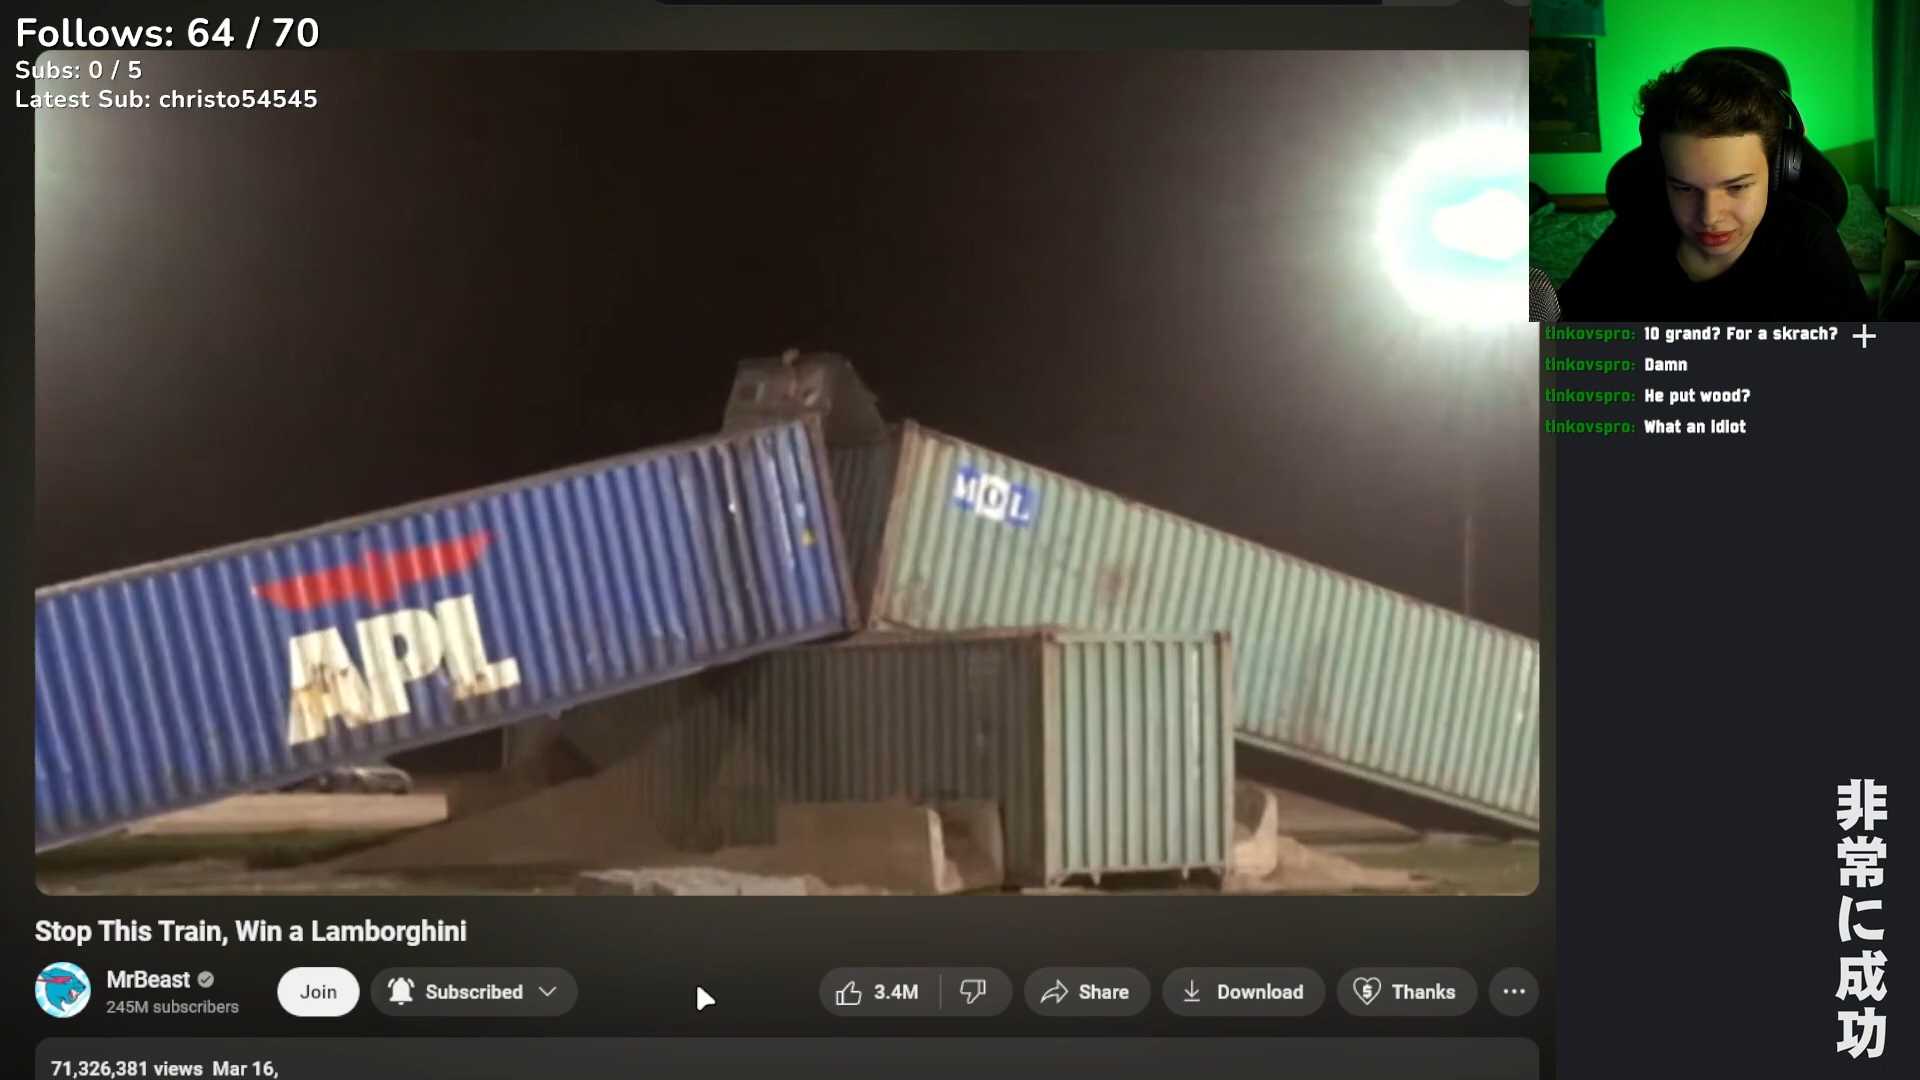 Follows: 64 / 70
Subs: 0 / 5
Latest Sub: christo54545
APL
MOL
tinkovspro: 10 grand? For a skrach?
tinkovspro: Damn
tinkovspro: He put wood?
tinkovspro: What an idiot
非常に成功
Stop This Train, Win a Lamborghini
MrBeast
245M subscribers
Join
Subscribed
3.4M
Share
Download
Thanks
71,326,381 views Mar 16,